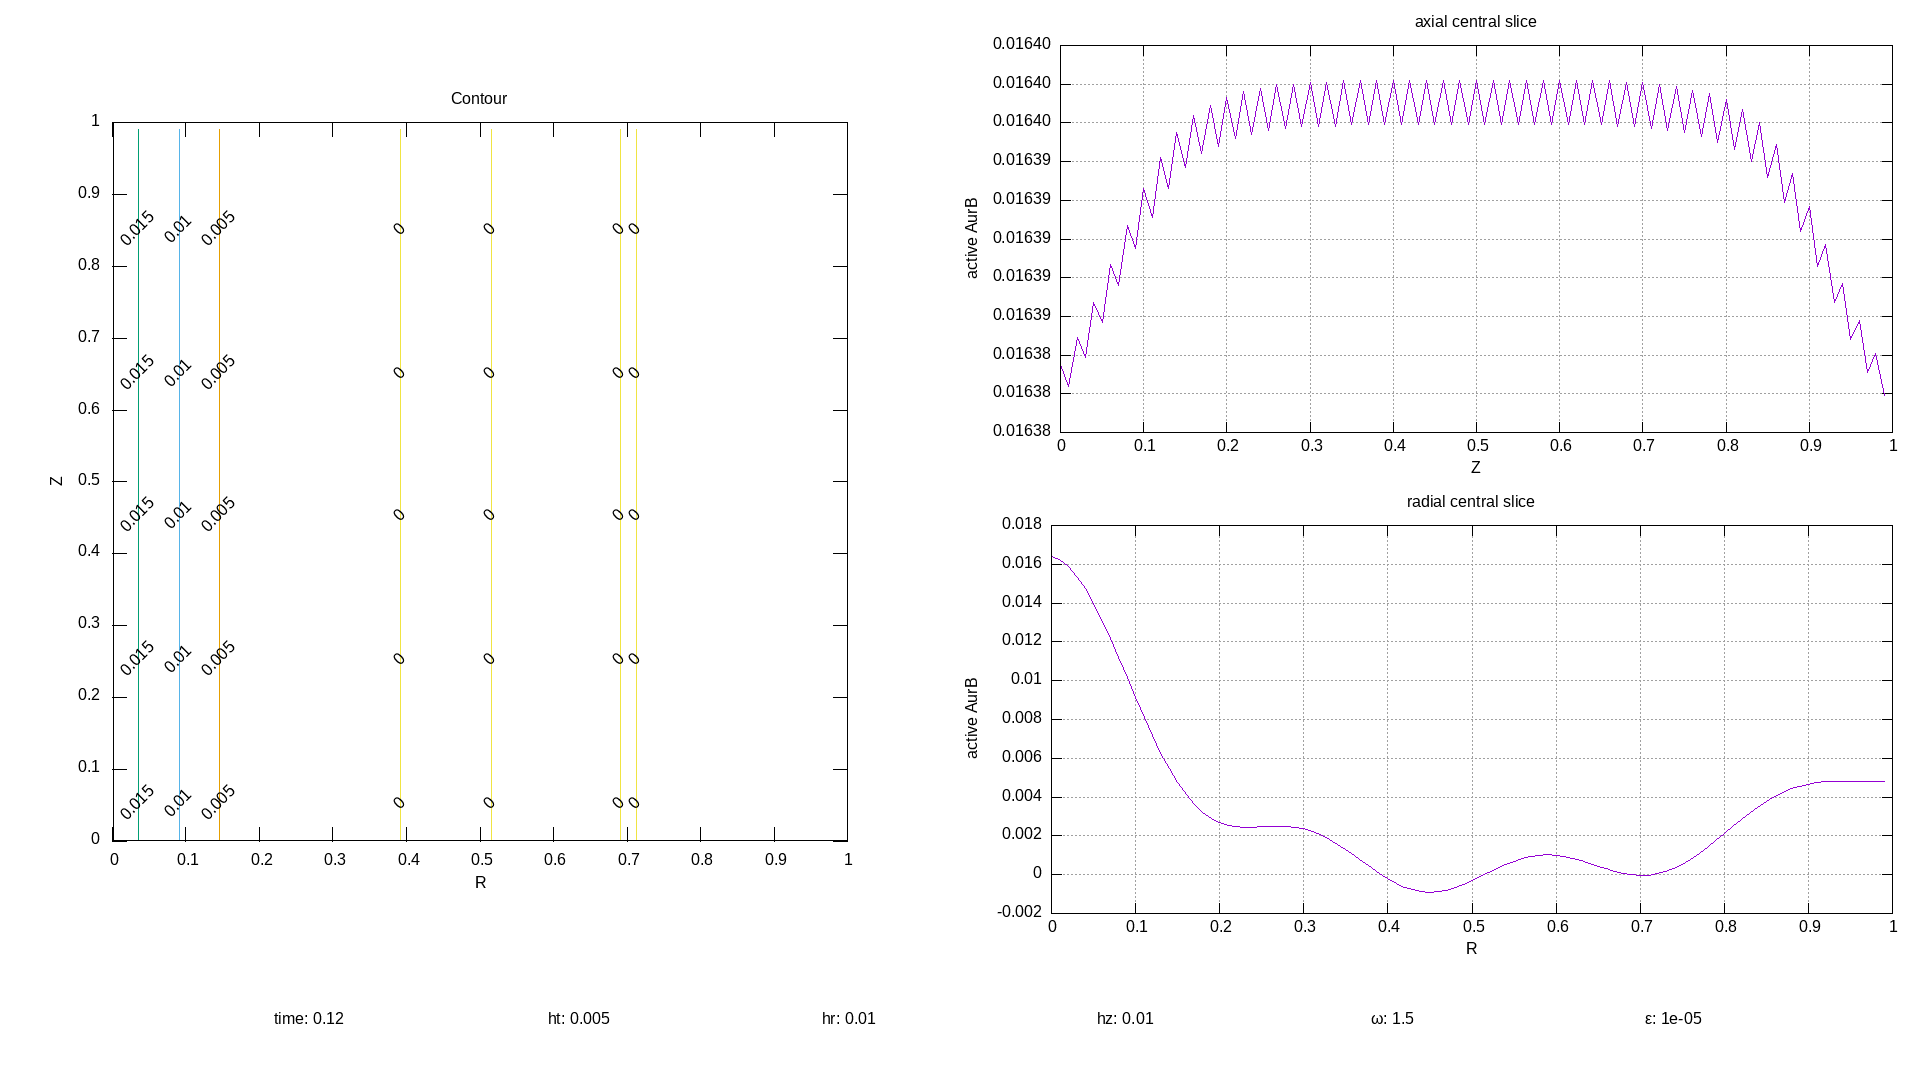 Contour
1
0.9
0.8
0.7
0.6
0.5
0.4
0.3
0.2
0.1
0
Z
0.015 0.01 0.005 0 0 0 0
0.015 0.01 0.005 0 0 0 0
0.015 0.01 0.005 0 0 0 0
0.015 0.01 0.005 0 0 0 0
0.015 0.01 0.005 0 0 0 0
0 0.1 0.2 0.3 0.4 0.5 0.6 0.7 0.8 0.9 1
R
axial central slice
0.01640
0.01640
0.01640
0.01639
0.01639
0.01639
0.01639
0.01639
0.01638
0.01638
0.01638
active AurB
0 0.1 0.2 0.3 0.4 0.5 0.6 0.7 0.8 0.9 1
Z
radial central slice
0.018
0.016
0.014
0.012
0.01
0.008
0.006
0.004
0.002
0
-0.002
active AurB
0 0.1 0.2 0.3 0.4 0.5 0.6 0.7 0.8 0.9 1
R
time: 0.12 ht: 0.005 hr: 0.01 hz: 0.01 ω: 1.5 ε: 1e-05